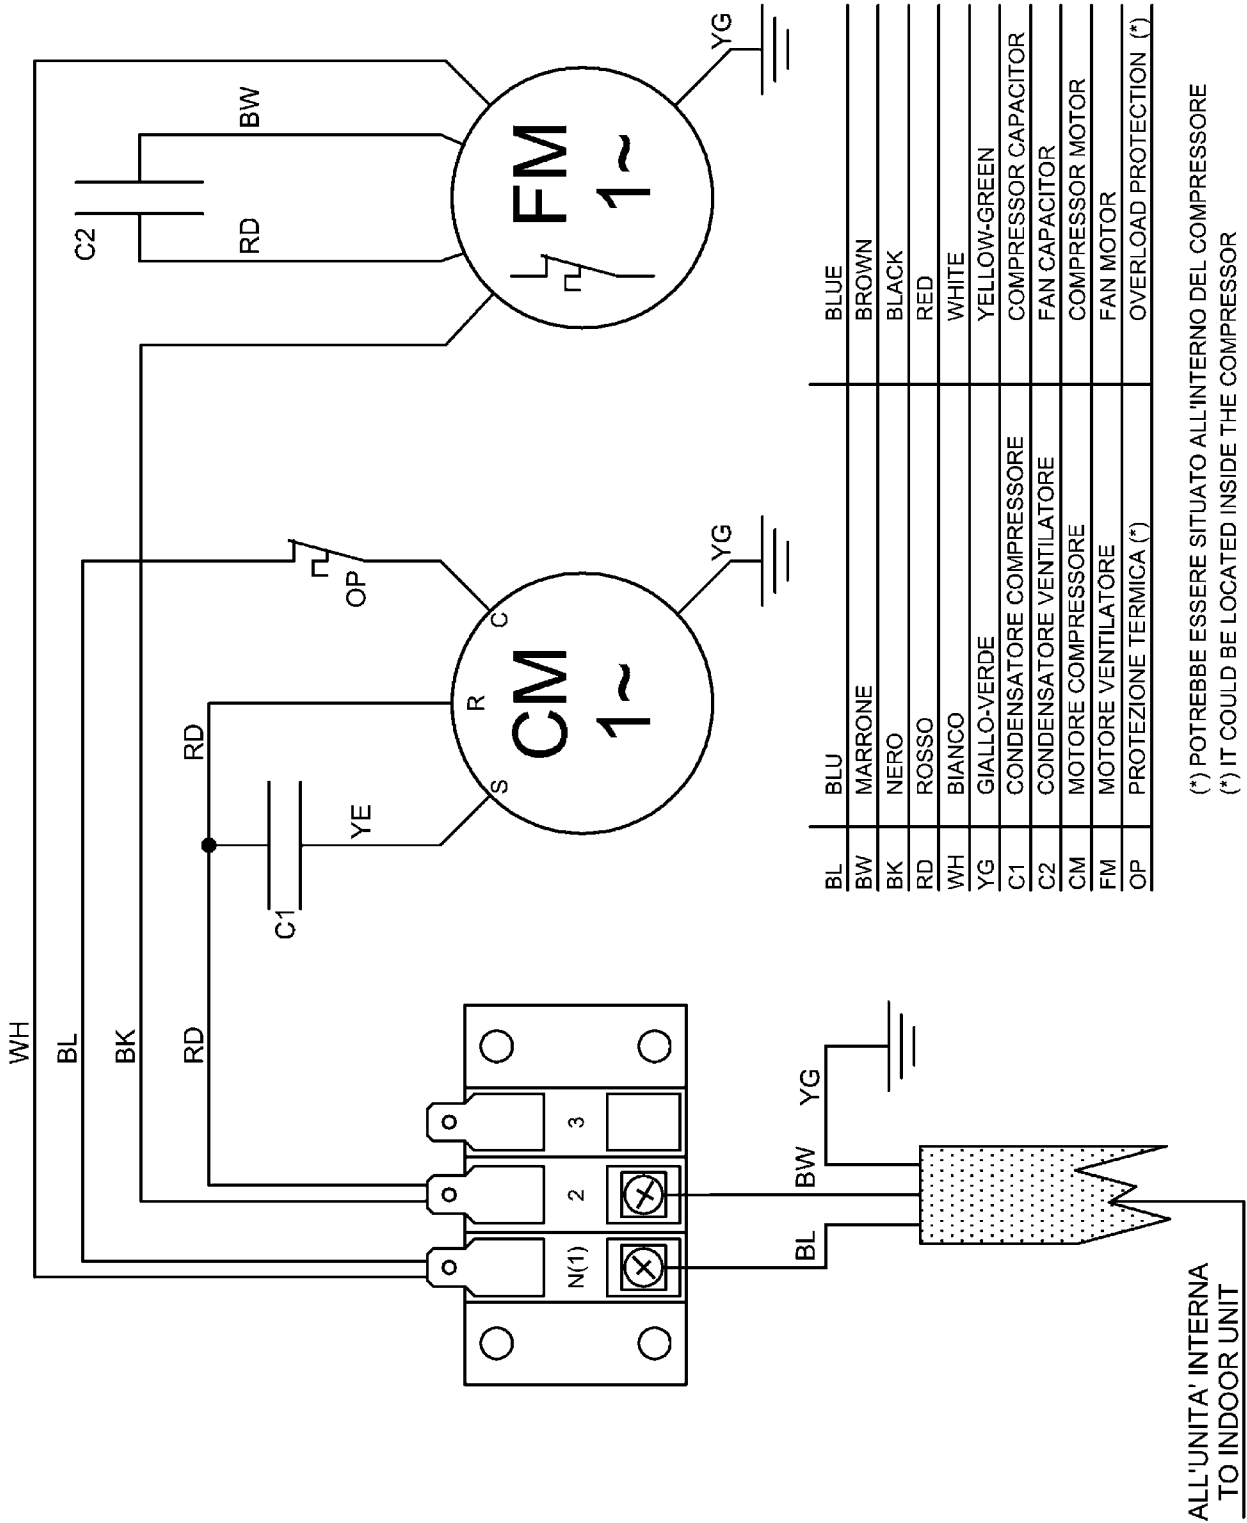 WH
BL
BK
RD
C1
YE
RD
S
R
C
CM
1~
OP
YG
C2
RD
BW
FM
1~
YG
N(1)
2
3
BL
BW
YG
ALL'UNITA' INTERNA
TO INDOOR UNIT
BL BLU BLUE
BW MARRONE BROWN
BK NERO BLACK
RD ROSSO RED
WH BIANCO WHITE
YG GIALLO-VERDE YELLOW-GREEN
C1 CONDENSATORE COMPRESSORE COMPRESSOR CAPACITOR
C2 CONDENSATORE VENTILATORE FAN CAPACITOR
CM MOTORE COMPRESSORE COMPRESSOR MOTOR
FM MOTORE VENTILATORE FAN MOTOR
OP PROTEZIONE TERMICA (*) OVERLOAD PROTECTION (*)
(*) POTREBBE ESSERE SITUATO ALL'INTERNO DEL COMPRESSORE
(*) IT COULD BE LOCATED INSIDE THE COMPRESSOR